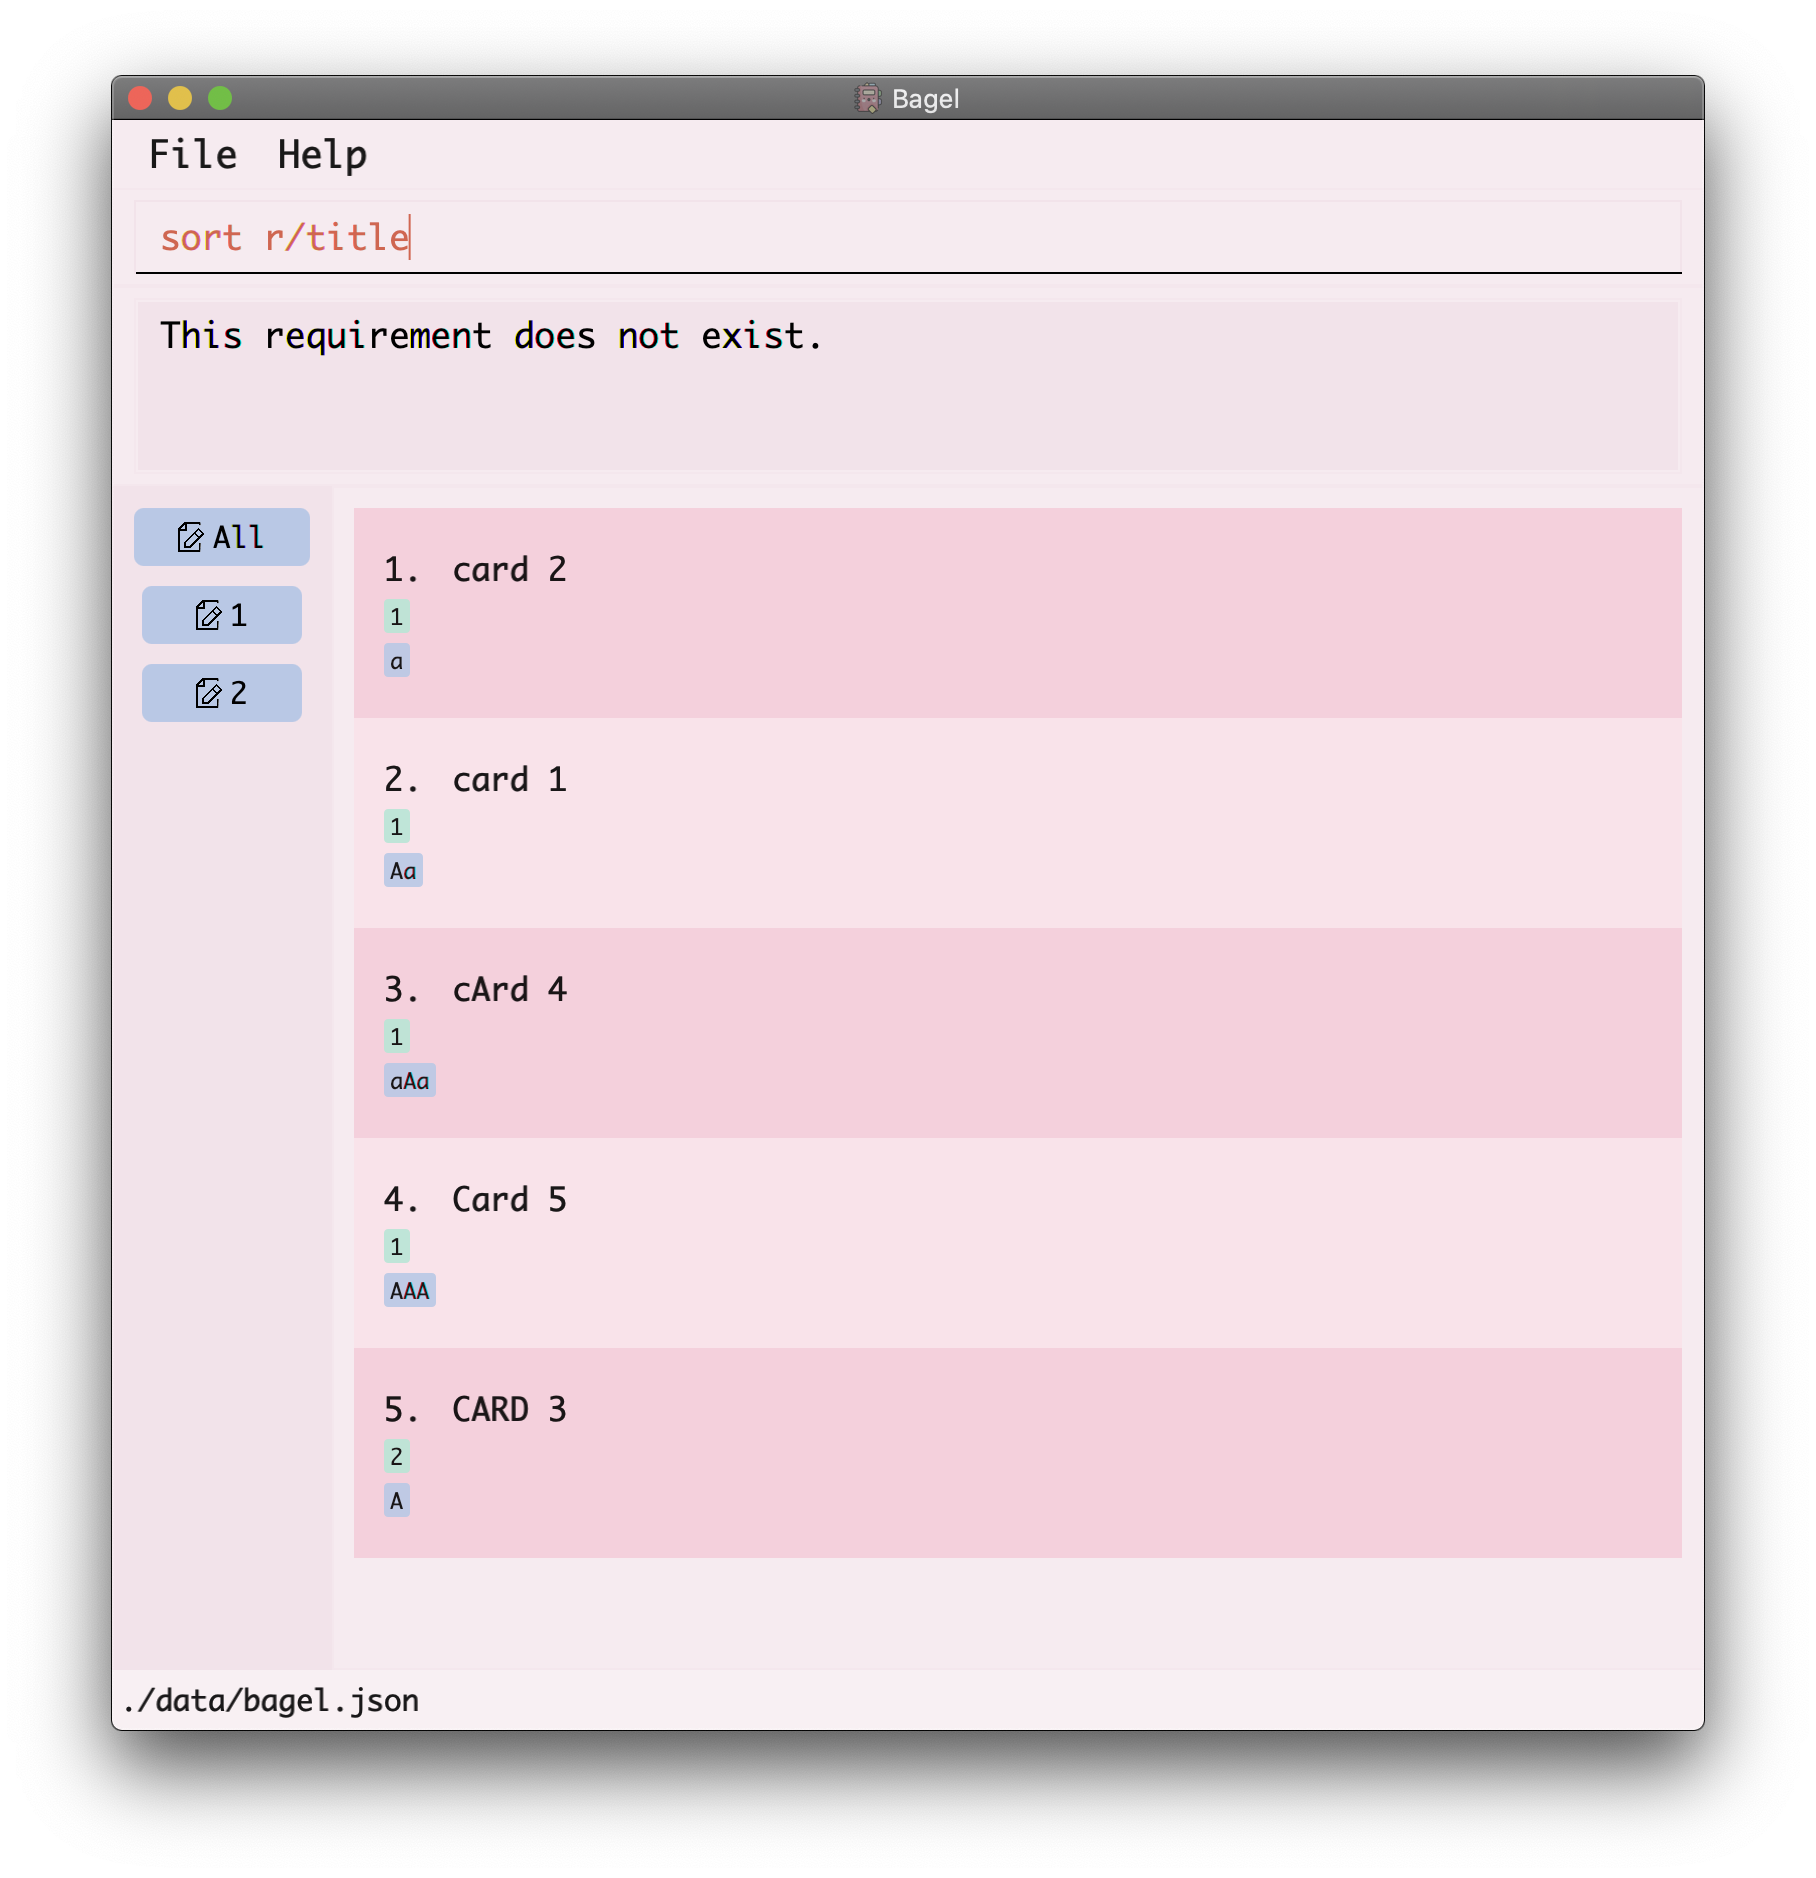 Bagel
File Help
sort r/title
This requirement does not exist.
All
1
2
1. card 2
1
a
2. card 1
1
Aa
3. cArd 4
1
aAa
4. Card 5
1
AAA
5. CARD 3
2
A
./data/bagel.json